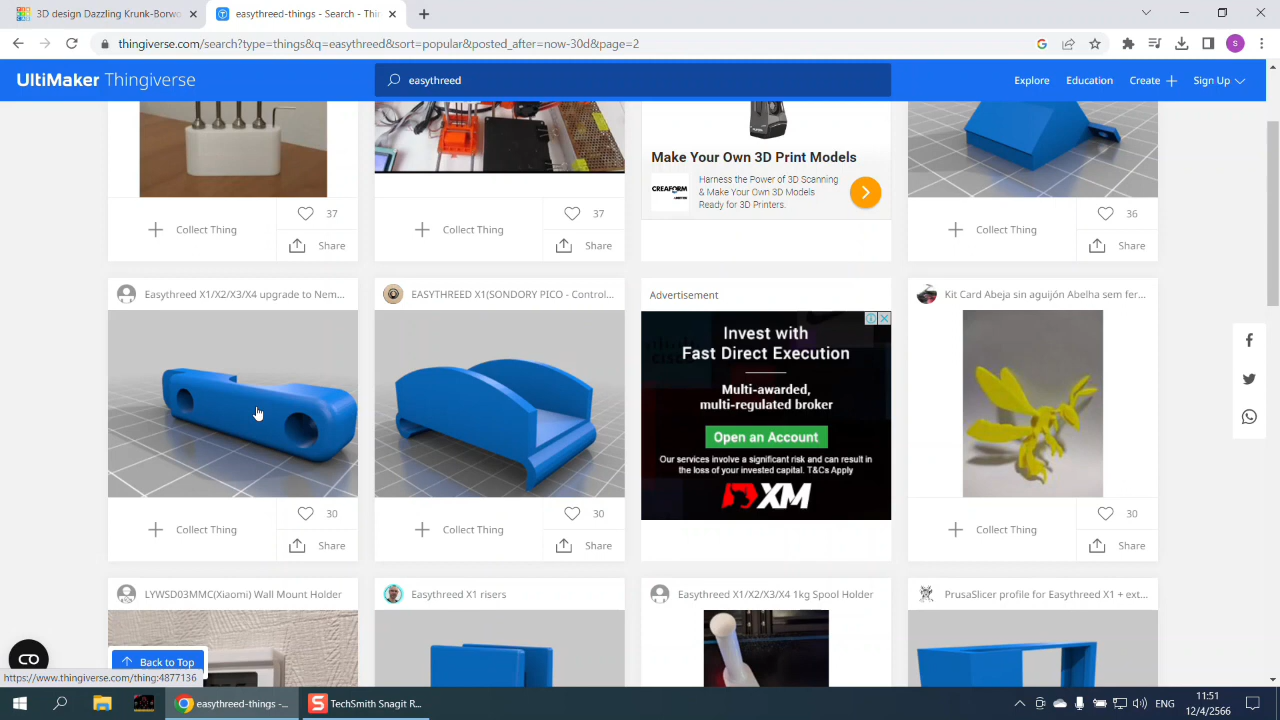 3D design Dazzling Krunk-Borwo
easythreed-things - Search - Thin
thingiverse.com/search?type=things&q=easythreed&sort=popular&posted_after=now-30d&page=2
S
UltiMaker Thingiverse
easythreed
Explore
Education
Create
Sign Up
Make Your Own 3D Print Models
CREAFORM
Harness the Power of 3D Scanning
& Make Your Own 3D Models
Ready for 3D Printers.
37
Collect Thing
Share
37
Collect Thing
Share
36
Collect Thing
Share
Easythreed X1/X2/X3/X4 upgrade to Nem...
EASYTHREED X1(SONDORY PICO - Control...
Advertisement
Kit Card Abeja sin aguijón Abelha sem fer...
Invest with
Fast Direct Execution
Multi-awarded,
multi-regulated broker
Open an Account
Our services involve a significant risk and can result in
the loss of your invested capital. T&Cs Apply
XM
30
Collect Thing
Share
30
Collect Thing
Share
30
Collect Thing
Share
LYWSD03MMC(Xiaomi) Wall Mount Holder
Easythreed X1 risers
Easythreed X1/X2/X3/X4 1kg Spool Holder
PrusaSlicer profile for Easythreed X1 + ext...
Back to Top
https://www.thingiverse.com/thing:4877136
easythreed-things -...
S
TechSmith Snagit R...
ENG
11:51
12/4/2566